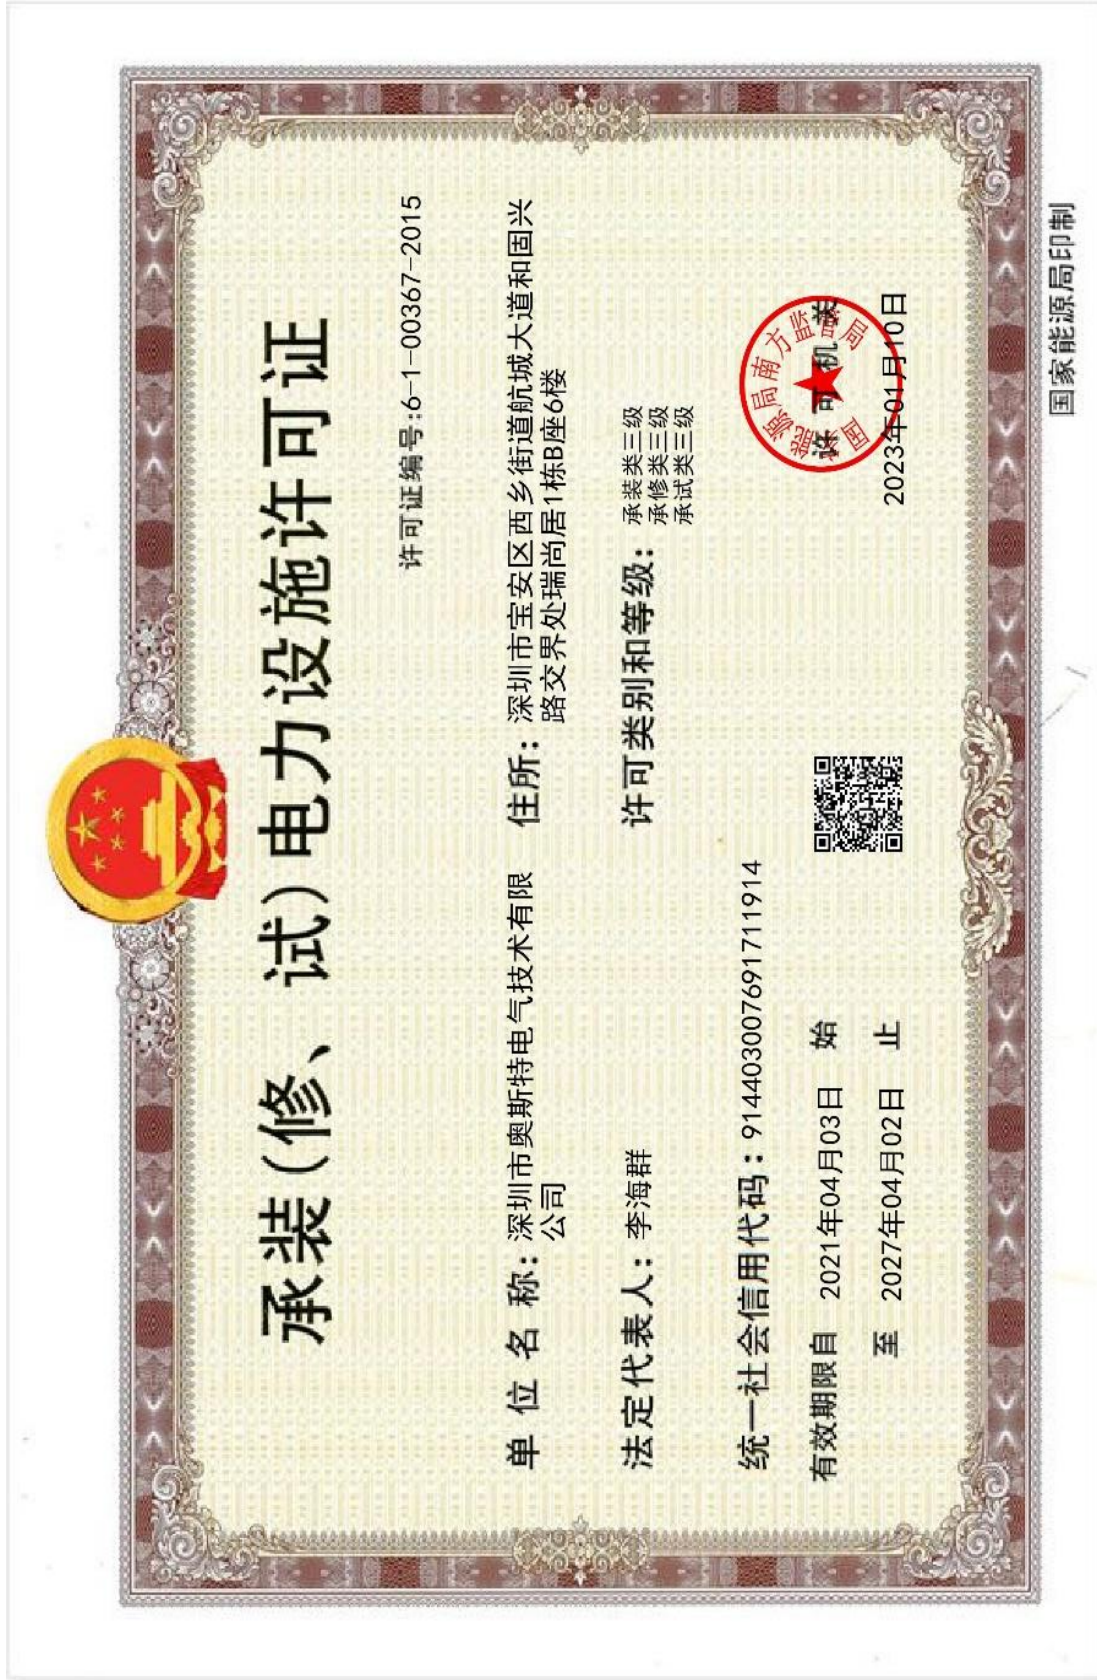 承装(修、试)电力设施许可证
许可证编号:6-1-00367-2015
单 位 名 称: 深圳市奥斯特电气技术有限
公司
住所: 深圳市宝安区西乡街道航城大道和固兴
路交界处瑞尚居1栋B座6楼
法定代表人: 李海群
许可类别和等级: 承装类三级
承修类三级
承试类三级
统一社会信用代码: 914403007691711914
有效期限自 2021年04月03日 始
至 2027年04月02日 止
许可机关
国家能源局南方监管局
2023年01月10日
国家能源局印制